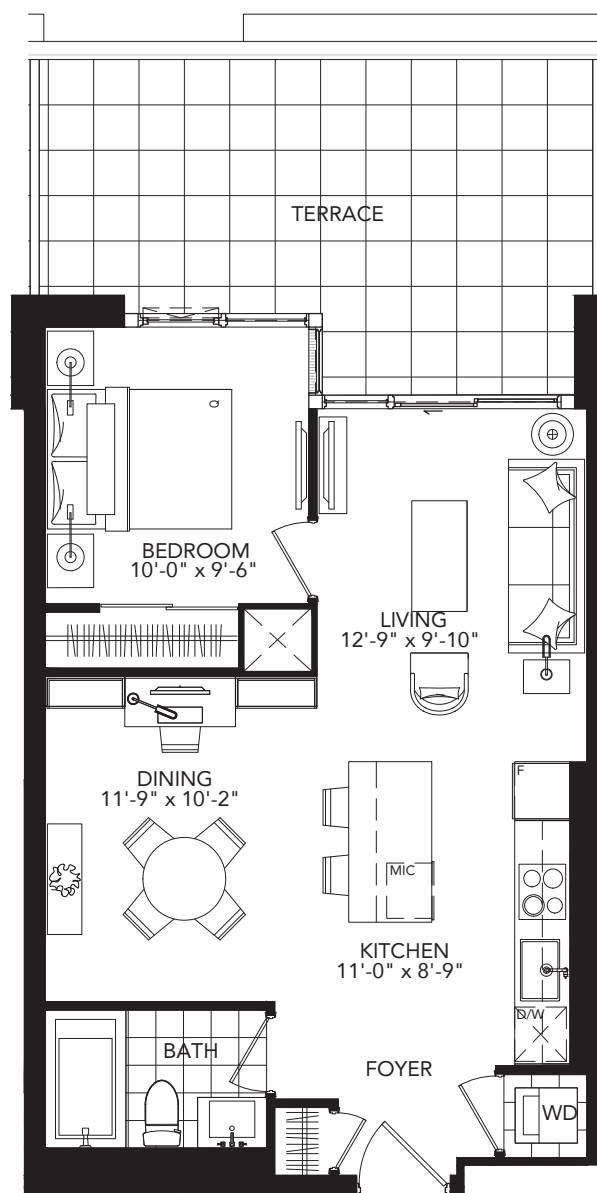 TERRACE
Q
BEDROOM
10'-0" x 9'-6"
LIVING
12'-9" x 9'-10"
F
DINING
11'-9" x 10'-2"
MIC
KITCHEN
11'-0" x 8'-9"
D/W
BATH
FOYER
WD